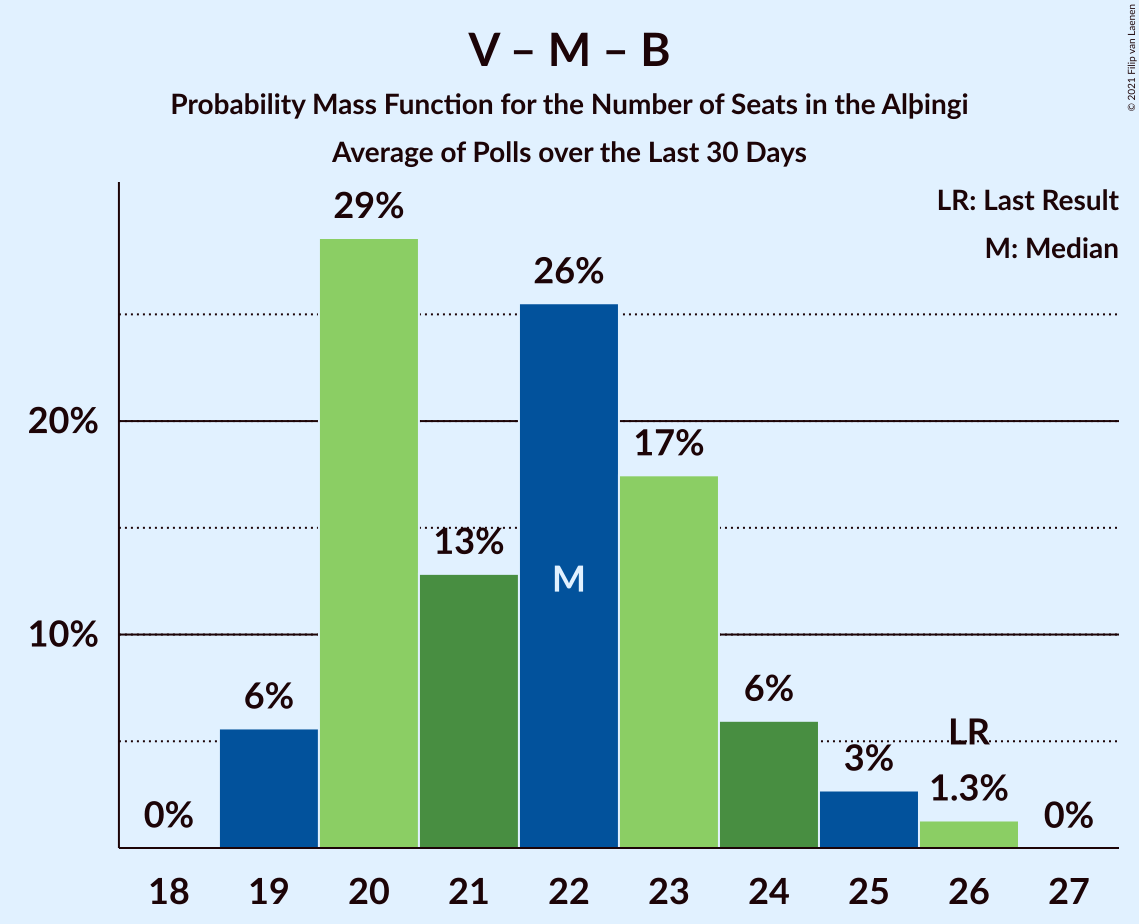 V – M – B
Probability Mass Function for the Number of Seats in the Alþingi
Average of Polls over the Last 30 Days
© 2021 Filip van Laenen
LR: Last Result
M: Median
29%
26%
20%
17%
13%
M
10%
6%
6%
LR
3%
1.3%
0%
0%
18 19 20 21 22 23 24 25 26 27